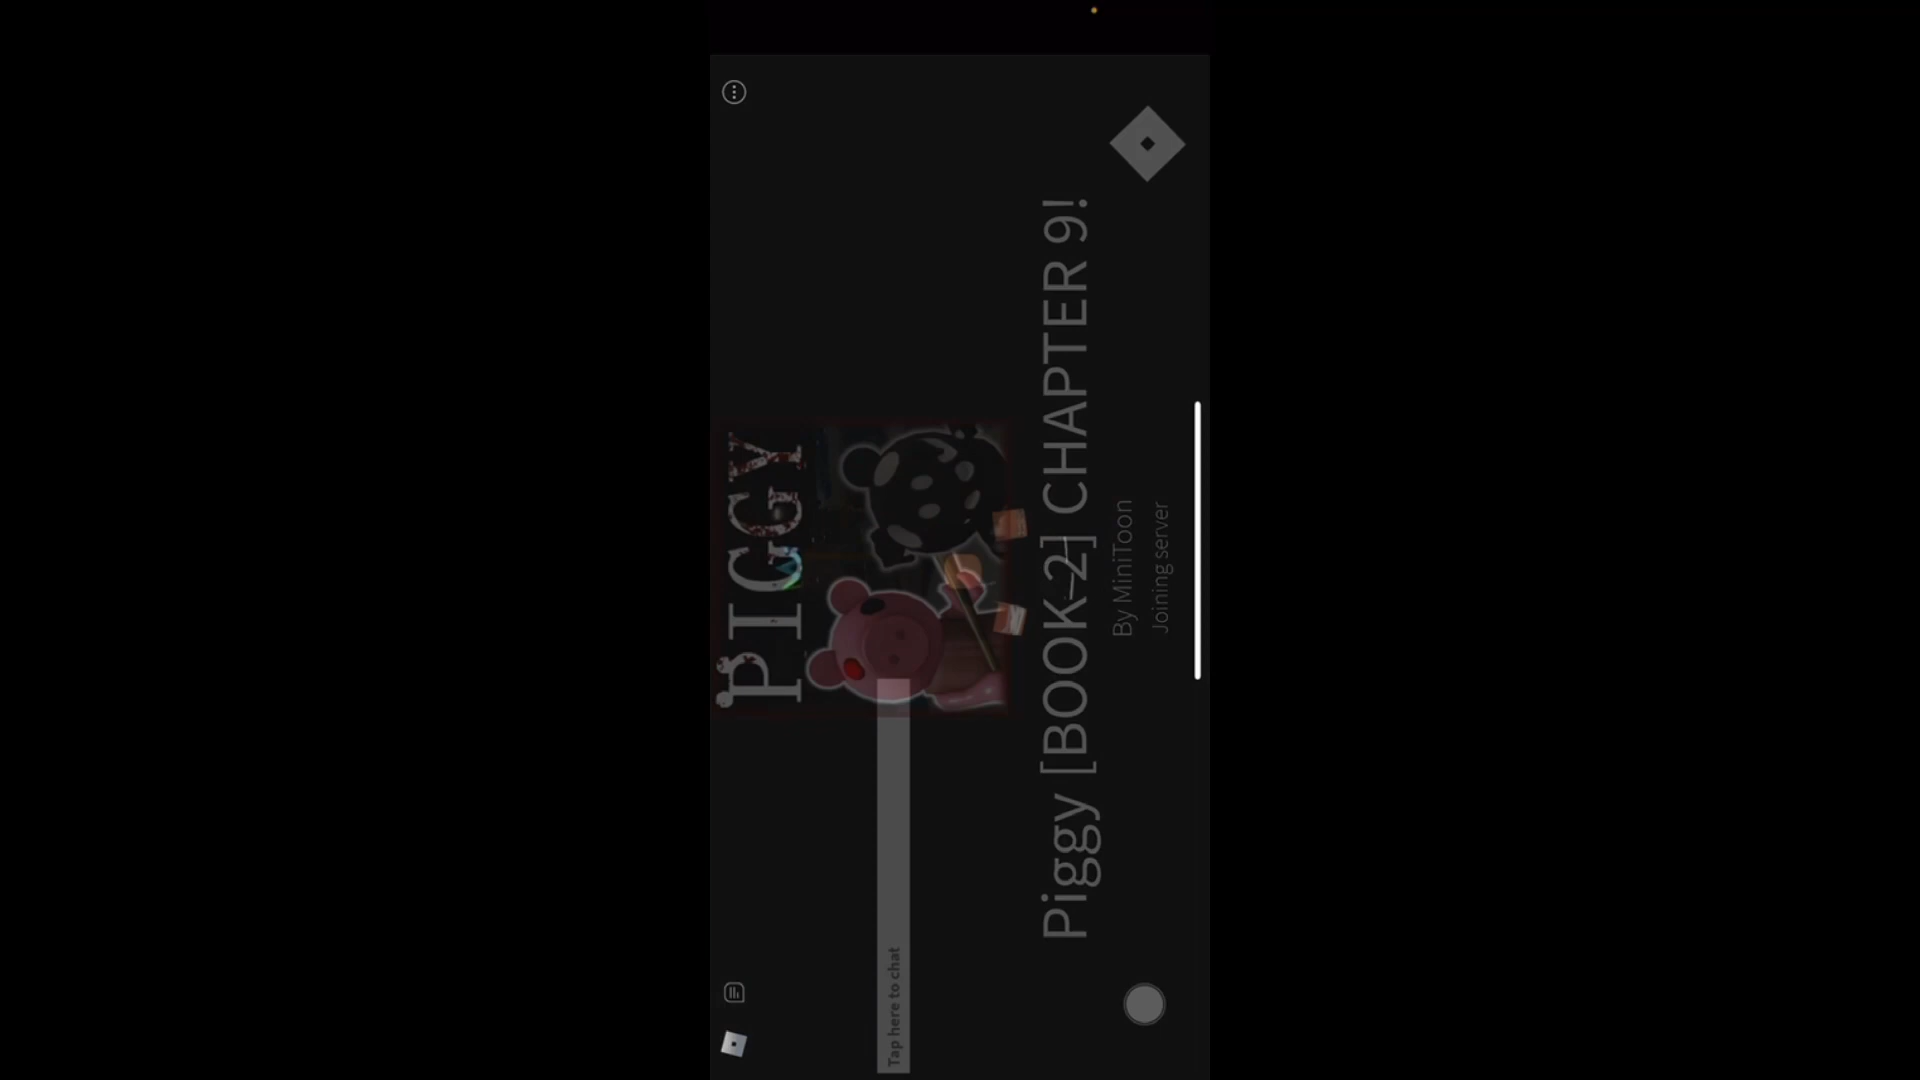 PIGGY
Tap here to chat
Piggy [BOOK 2] CHAPTER 9!
By MiniToon
Joining server